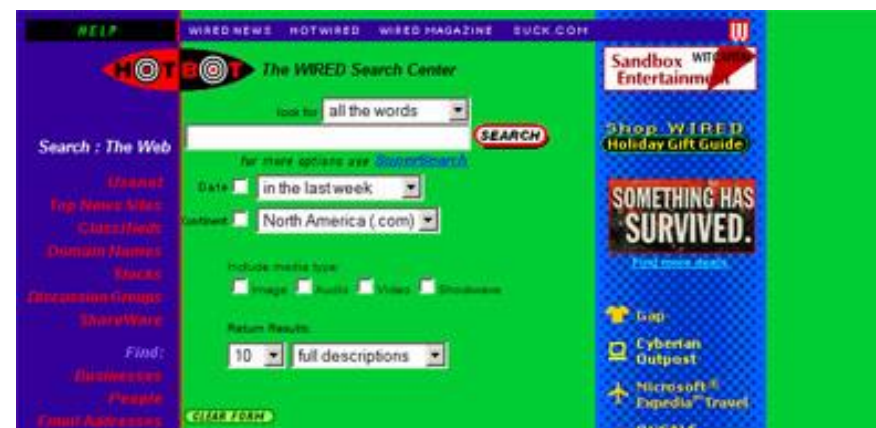 HELP
WIRED NEWS HOTWIRED WIRED MAGAZINE SUCK.COM
HOTBOT The WIRED Search Center
look for all the words
SEARCH
for more options use SuperSearch
Date in the last week
Continent North America (.com)
Include media type:
Image Audio Video Shockwave
Return Results:
10 full descriptions
CLEAR FORM
Search : The Web
Usenet
Top News Sites
Classifieds
Domain Names
Stocks
Discussion Groups
ShareWare
Find:
Businesses
People
Email Addresses
Sandbox
Entertainment
Shop WIRED
Holiday Gift Guide
SOMETHING HAS
SURVIVED.
Find more deals
Gap
Cyberian
Outpost
Microsoft®
Expedia™ Travel